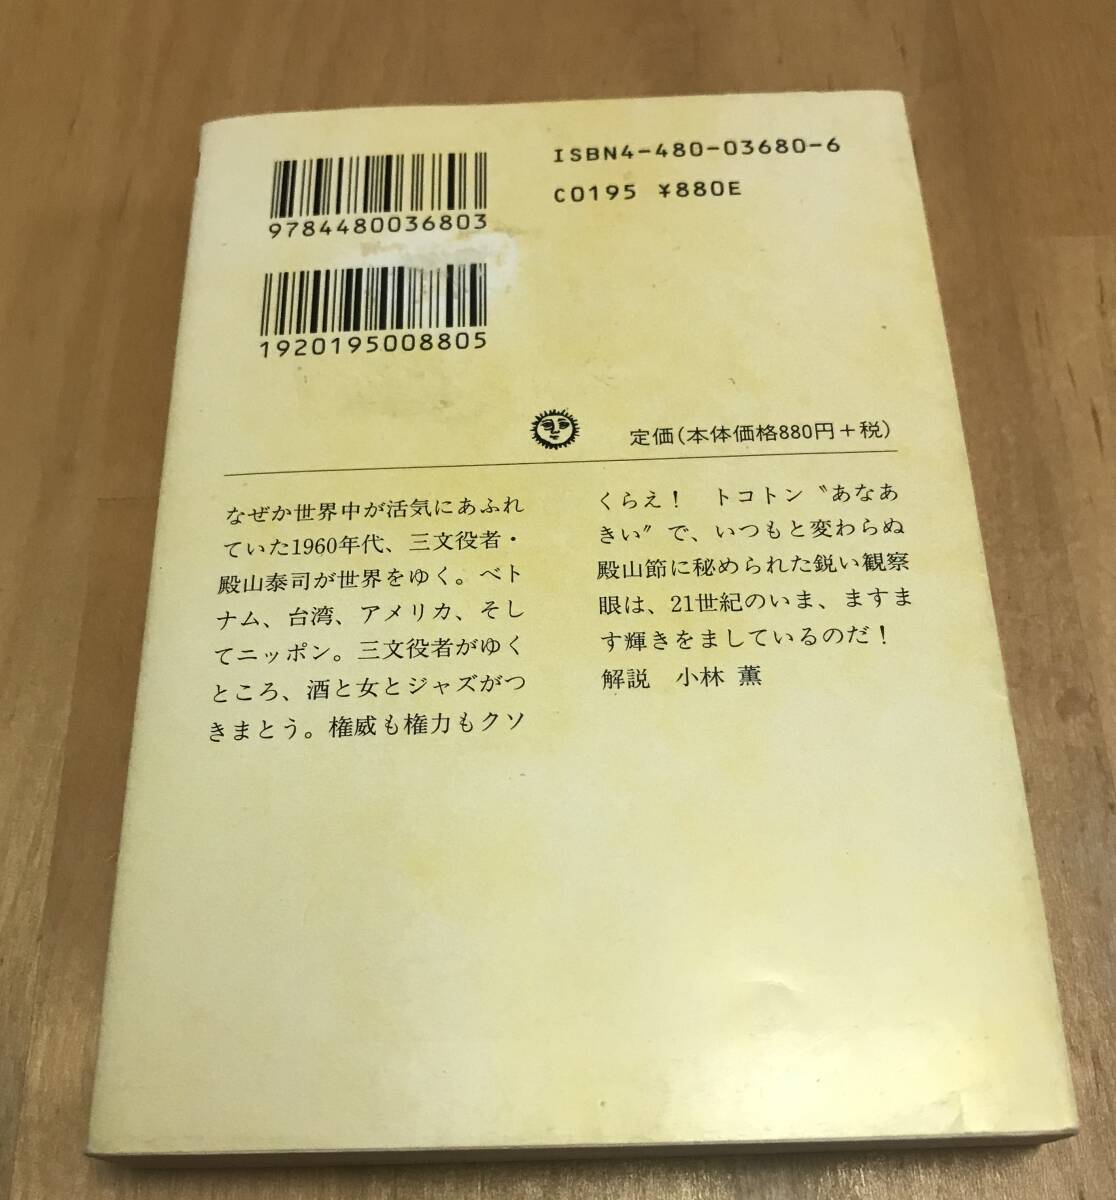 ISBN4-480-03680-6
C0195 ¥880E
9784480036803
1920195008805
定価(本体価格880円+税)
なぜか世界中が活気にあふれ
ていた1960年代、三文役者・
殿山泰司が世界をゆく。ベト
ナム、台湾、アメリカ、そし
てニッポン。三文役者がゆく
ところ、酒と女とジャズがつ
きまとう。権威も権力もクソ
くらえ! トコトン〝あなあ
きい〟で、いつもと変わらぬ
殿山節に秘められた鋭い観察
眼は、21世紀のいま、ますま
す輝きをましているのだ!
解説 小林 薫